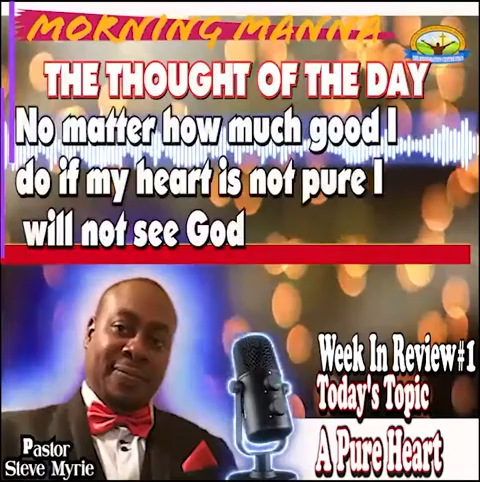 MORNING MANNA
THE THOUGHT OF THE DAY
No matter how much good I
do if my heart is not pure I
will not see God
Week In Review#1
Today's Topic
A Pure Heart
Pastor
Steve Myrie